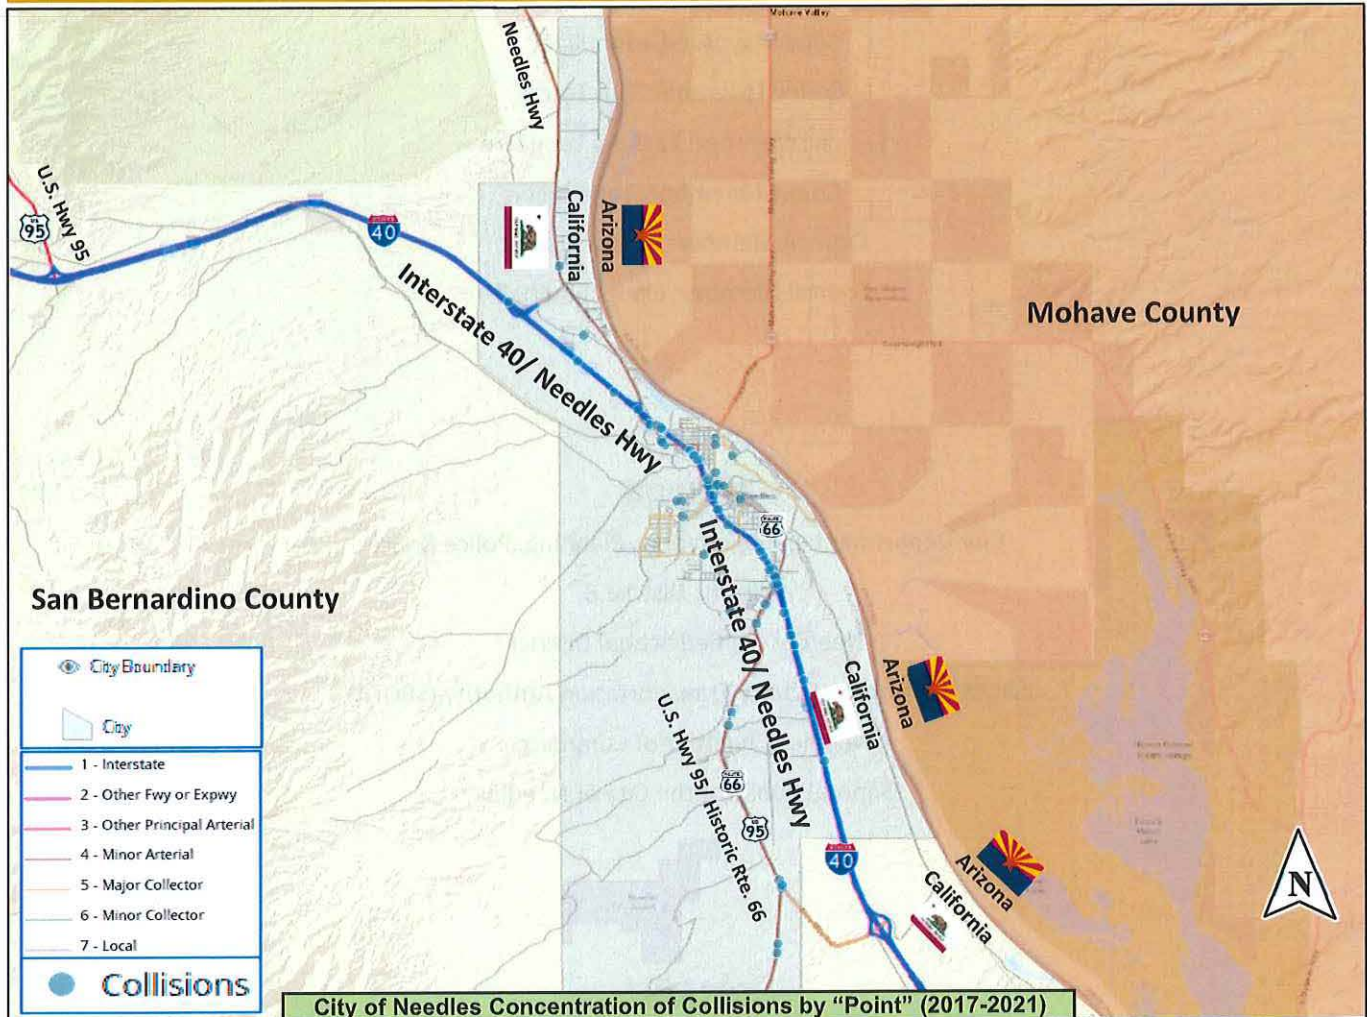 Mohave Valley
Needles Hwy
U.S. Hwy 95
95
40
California
Arizona
Interstate 40/ Needles Hwy
Mohave County
66
San Bernardino County
Interstate 40/ Needles Hwy
California
Arizona
U.S. Hwy 95/ Historic Rte. 66
66
95
40
Arizona
California
N
City Boundary
City
1 - Interstate
2 - Other Fwy or Expwy
3 - Other Principal Arterial
4 - Minor Arterial
5 - Major Collector
6 - Minor Collector
7 - Local
Collisions
City of Needles Concentration of Collisions by “Point” (2017-2021)